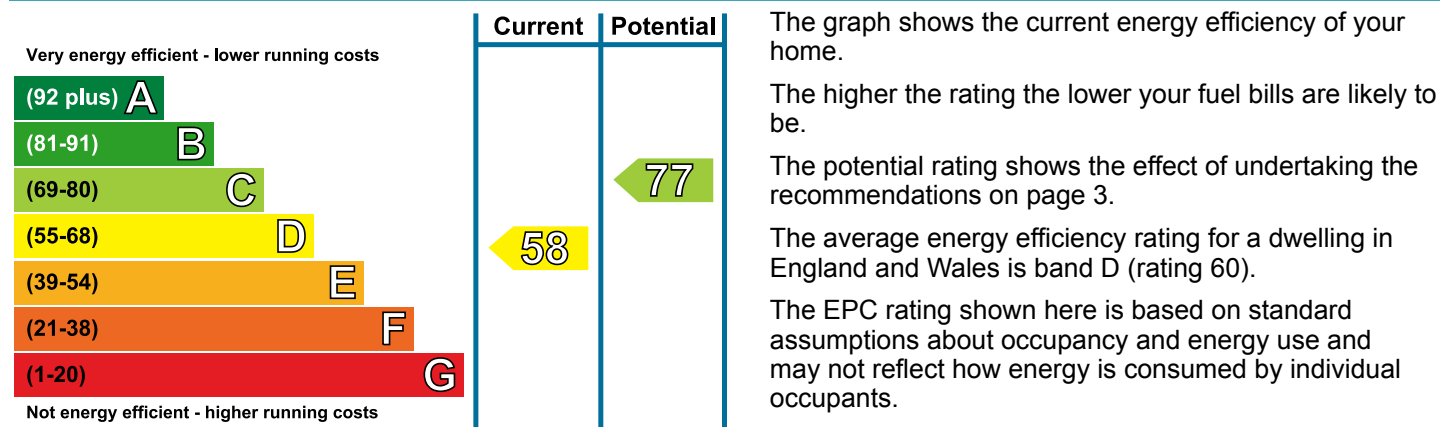 Current Potential
Very energy efficient - lower running costs
(92 plus) A
(81-91) B
(69-80) C
77
(55-68) D
58
(39-54) E
(21-38) F
(1-20) G
Not energy efficient - higher running costs
The graph shows the current energy efficiency of your
home.
The higher the rating the lower your fuel bills are likely to
be.
The potential rating shows the effect of undertaking the
recommendations on page 3.
The average energy efficiency rating for a dwelling in
England and Wales is band D (rating 60).
The EPC rating shown here is based on standard
assumptions about occupancy and energy use and
may not reflect how energy is consumed by individual
occupants.